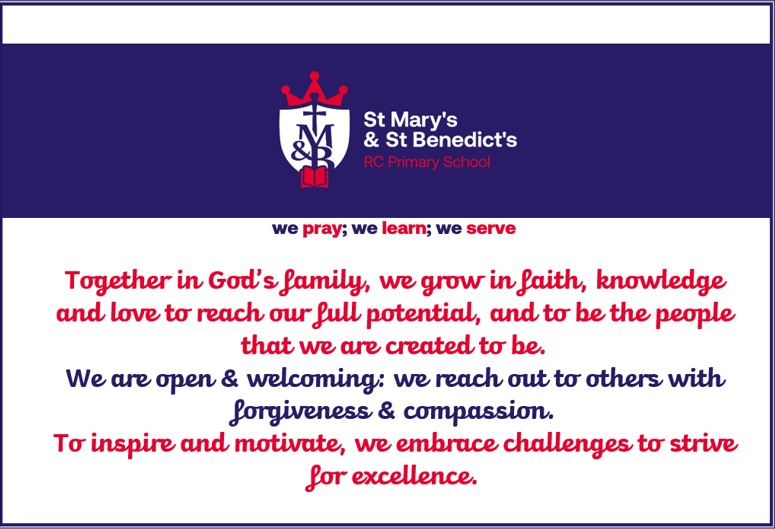 M
&
B
St Mary's
& St Benedict's
RC Primary School
we pray; we learn; we serve
Together in God's family, we grow in faith, knowledge
and love to reach our full potential, and to be the people
that we are created to be.
We are open & welcoming: we reach out to others with
forgiveness & compassion.
To inspire and motivate, we embrace challenges to strive
for excellence.